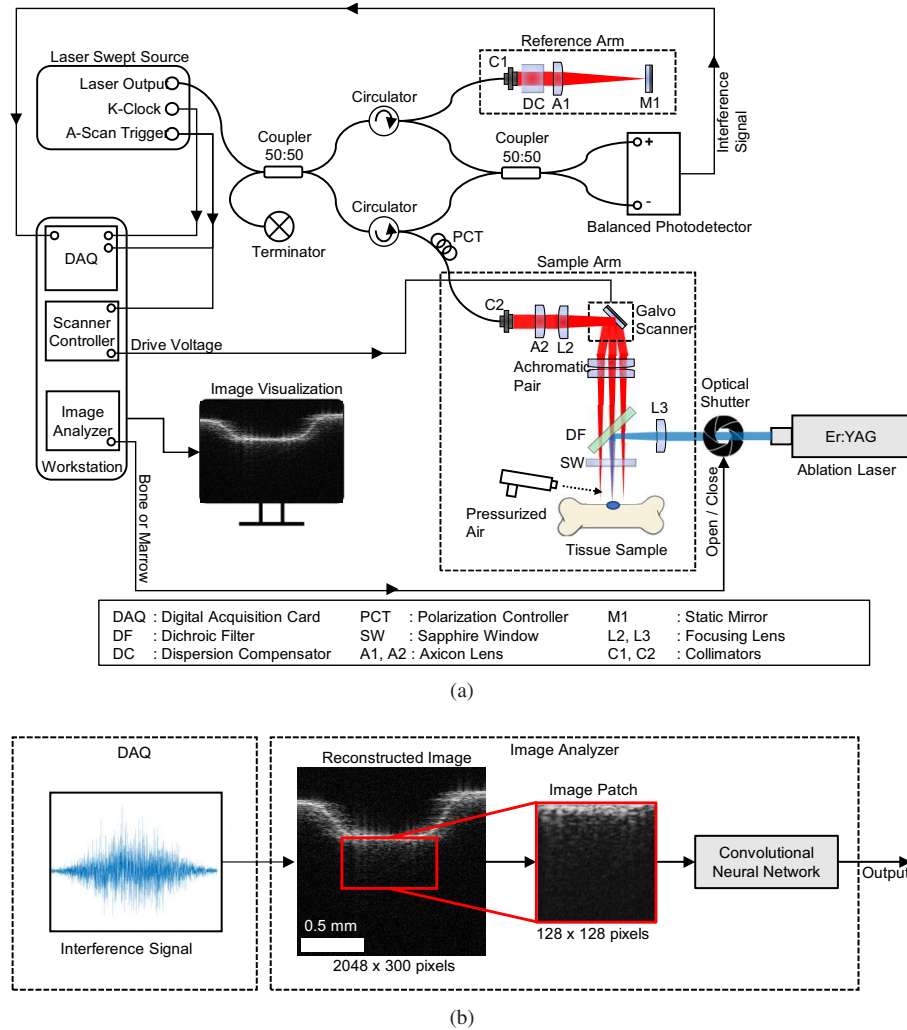 Laser Swept Source
Laser Output
K-Clock
A-Scan Trigger
Coupler
50:50
Terminator
Circulator
Circulator
PCT
Reference Arm
C1
DC
A1
M1
Coupler
50:50
+
-
Balanced Photodetector
Interference
Signal
DAQ
Scanner
Controller
Image
Analyzer
Workstation
Drive Voltage
Image Visualization
Bone or
Marrow
Sample Arm
C2
A2
L2
Galvo
Scanner
Achromatic
Pair
DF
SW
L3
Pressurized
Air
Tissue Sample
Optical
Shutter
Er:YAG
Ablation Laser
Open / Close
DAQ : Digital Acquisition Card PCT : Polarization Controller M1 : Static Mirror
DF : Dichroic Filter SW : Sapphire Window L2, L3 : Focusing Lens
DC : Dispersion Compensator A1, A2 : Axicon Lens C1, C2 : Collimators
(a)
DAQ
Interference Signal
Image Analyzer
Reconstructed Image
0.5 mm
2048 x 300 pixels
Image Patch
128 x 128 pixels
Convolutional
Neural Network
Output
(b)